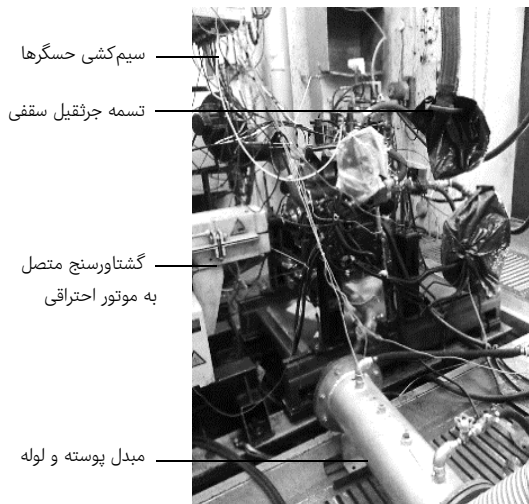 سیم‌کشی حسگرها
تسمه جرثقیل سقفی
گشتاورسنج متصل
به موتور احتراقی
مبدل پوسته و لوله